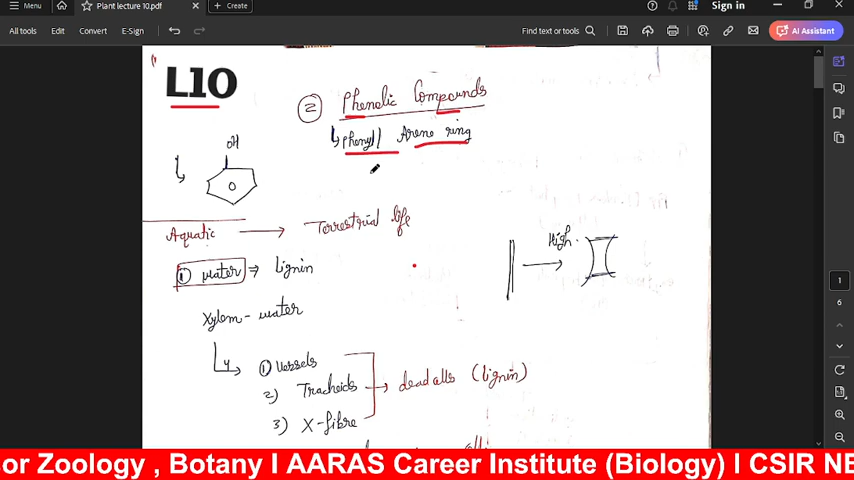 Menu
Plant lecture 10.pdf
+ Create
Sign in
All tools Edit Convert E-Sign
Find text or tools
AI Assistant
L10
② Phenolic Compounds
↳ Phenyl // Arene ring
OH
Aquatic → Terrestrial life
① water ⇒ lignin
High.
Xylem - water
① Vessels
2) Tracheids → dead cells (lignin)
3) X-fibre
1
6
or Zoology , Botany I AARAS Career Institute (Biology) I CSIR NE